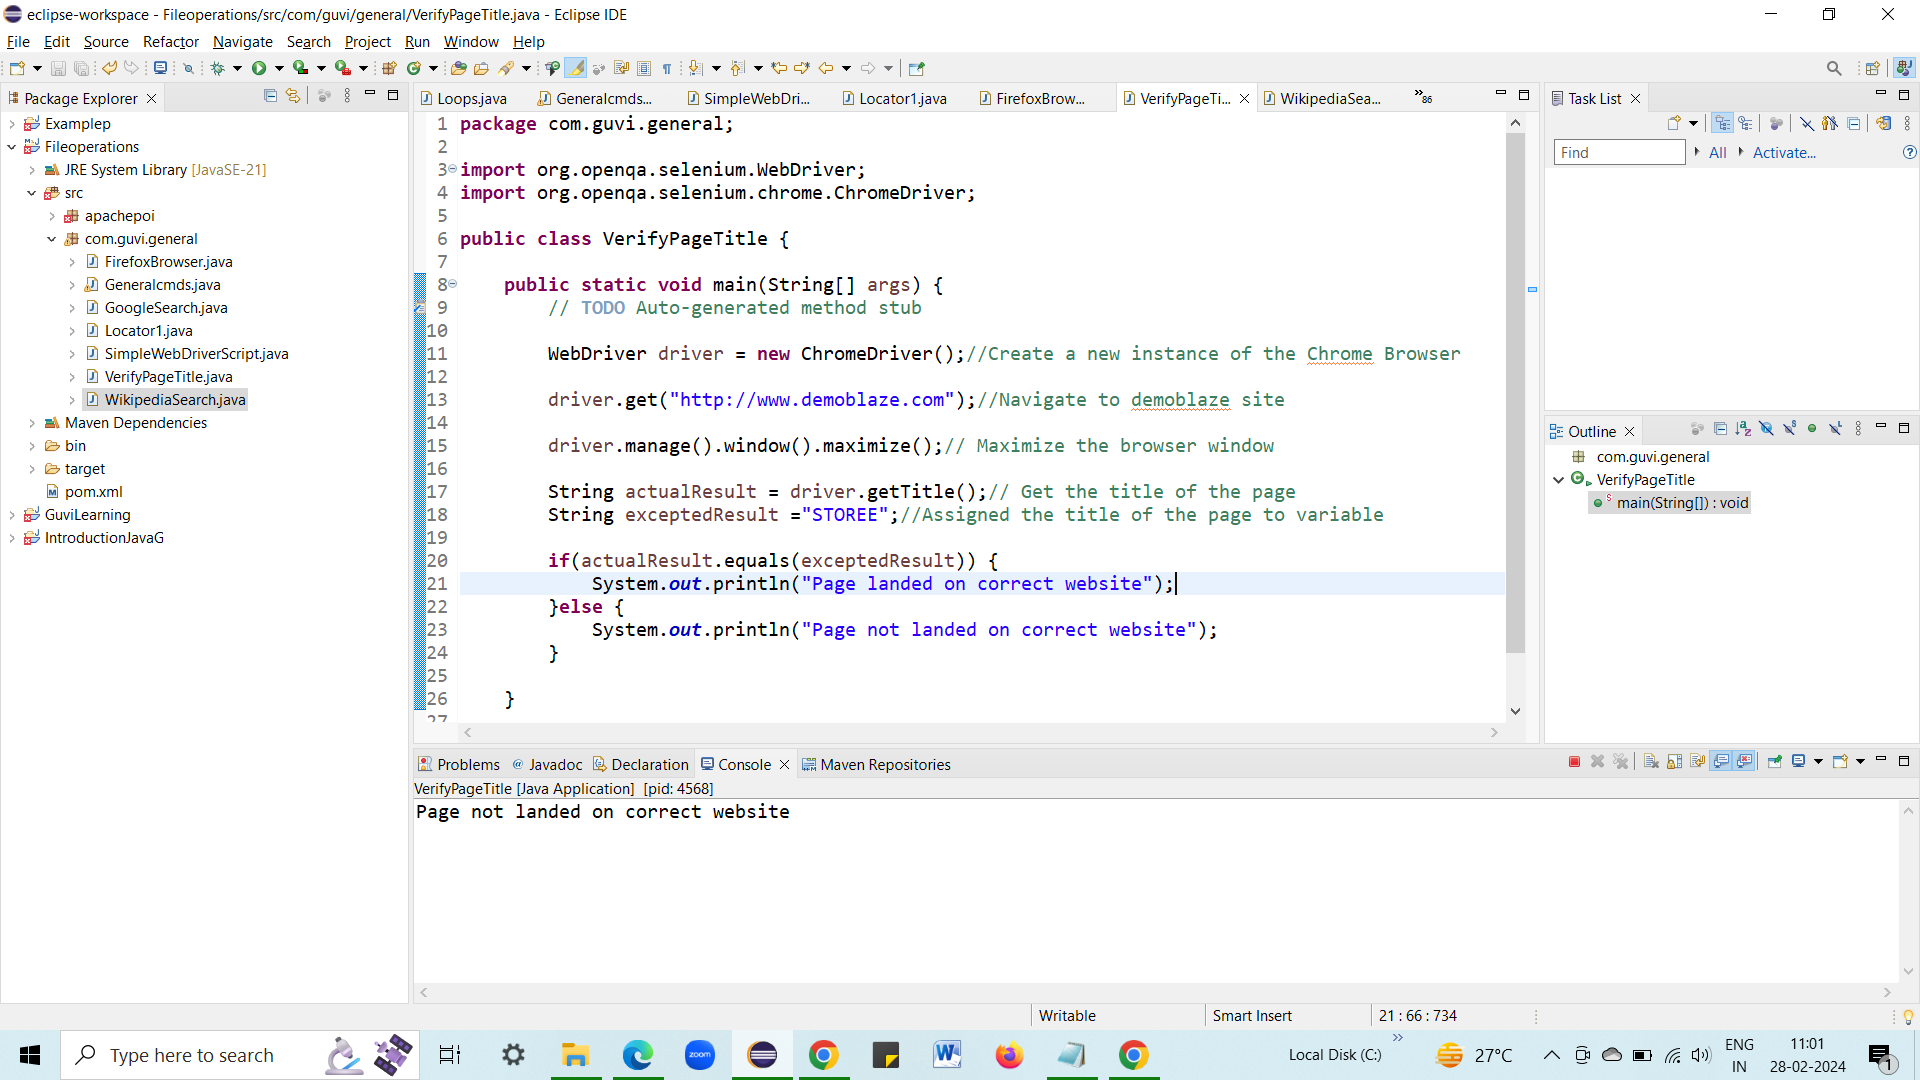 eclipse-workspace - Fileoperations/src/com/guvi/general/VerifyPageTitle.java - Eclipse IDE
File Edit Source Refactor Navigate Search Project Run Window Help
Package Explorer
Examplep
Fileoperations
JRE System Library [JavaSE-21]
src
apachepoi
com.guvi.general
FirefoxBrowser.java
Generalcmds.java
GoogleSearch.java
Locator1.java
SimpleWebDriverScript.java
VerifyPageTitle.java
WikipediaSearch.java
Maven Dependencies
bin
target
pom.xml
GuviLearning
IntroductionJavaG
Loops.java Generalcmds... SimpleWebDri... Locator1.java FirefoxBrow... VerifyPageTi... WikipediaSea... »86
1 package com.guvi.general;
2
3 import org.openqa.selenium.WebDriver;
4 import org.openqa.selenium.chrome.ChromeDriver;
5
6 public class VerifyPageTitle {
7
8 public static void main(String[] args) {
9 // TODO Auto-generated method stub
10
11 WebDriver driver = new ChromeDriver();//Create a new instance of the Chrome Browser
12
13 driver.get("http://www.demoblaze.com");//Navigate to demoblaze site
14
15 driver.manage().window().maximize();// Maximize the browser window
16
17 String actualResult = driver.getTitle();// Get the title of the page
18 String exceptedResult ="STOREE";//Assigned the title of the page to variable
19
20 if(actualResult.equals(exceptedResult)) {
21 System.out.println("Page landed on correct website");
22 }else {
23 System.out.println("Page not landed on correct website");
24 }
25
26 }
27
Task List
Find All Activate...
Outline
com.guvi.general
VerifyPageTitle
main(String[]) : void
Problems @ Javadoc Declaration Console Maven Repositories
VerifyPageTitle [Java Application] [pid: 4568]
Page not landed on correct website
Writable Smart Insert 21 : 66 : 734
Type here to search
zoom
Local Disk (C:) »
27°C
ENG
IN
11:01
28-02-2024
1